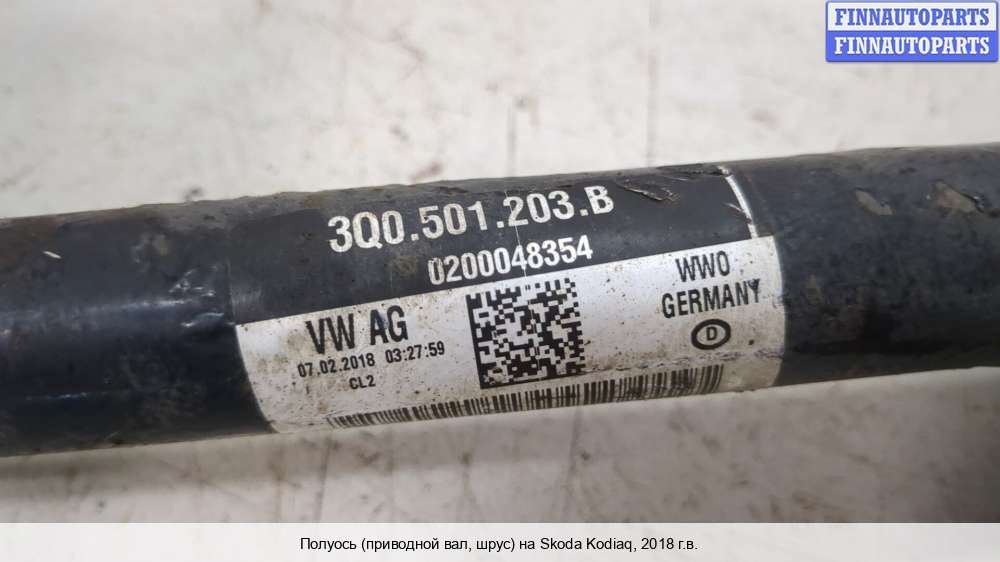 FINNAUTOPARTS
FINNAUTOPARTS
3Q0.501.203.B
0200048354
VW AG
07.02.2018 03:27:59
CL2
WWO
GERMANY
D
Полуось (приводной вал, шрус) на Skoda Kodiaq, 2018 г.в.